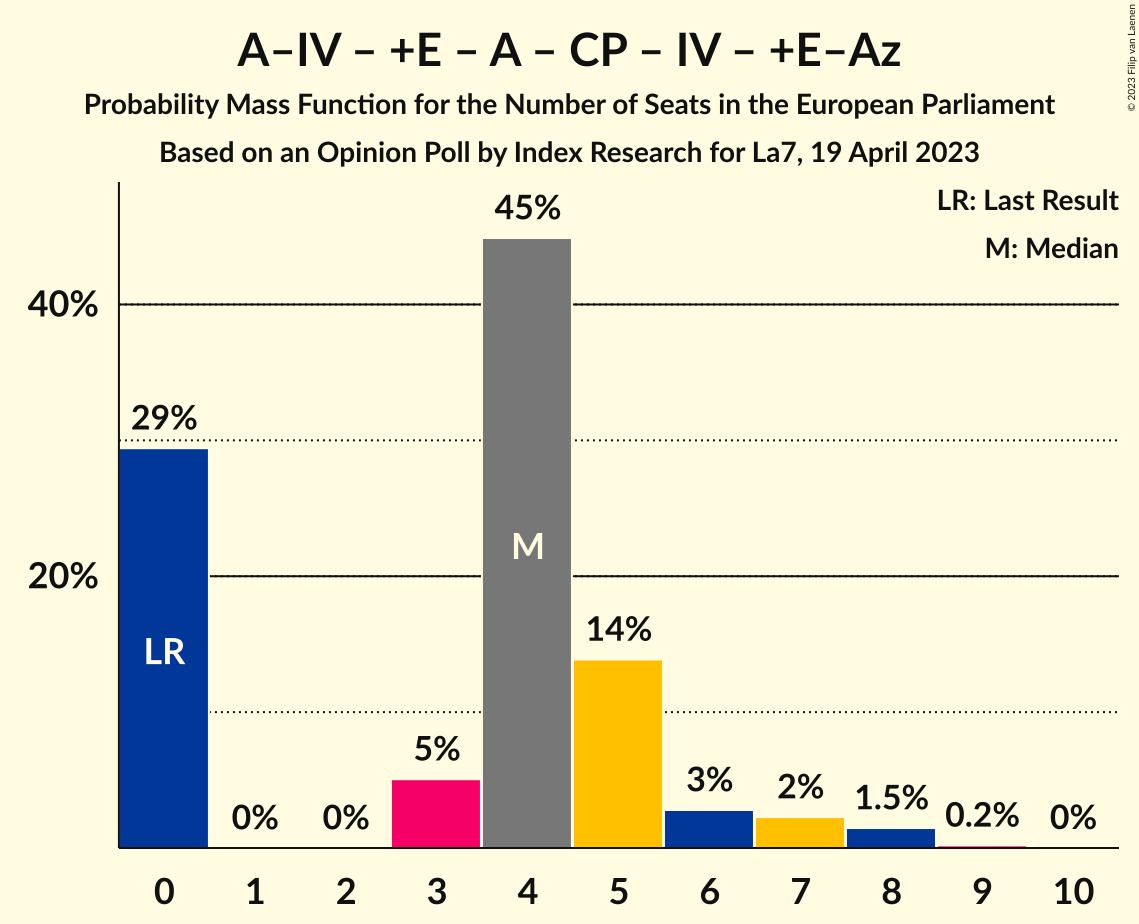 A–IV – +E – A – CP – IV – +E–Az
Probability Mass Function for the Number of Seats in the European Parliament
Based on an Opinion Poll by Index Research for La7, 19 April 2023
© 2023 Filip van Laenen
LR: Last Result
M: Median
45%
40%
29%
M
20%
14%
LR
5%
3%
2%
1.5%
0.2%
0%
0%
0%
0 1 2 3 4 5 6 7 8 9 10